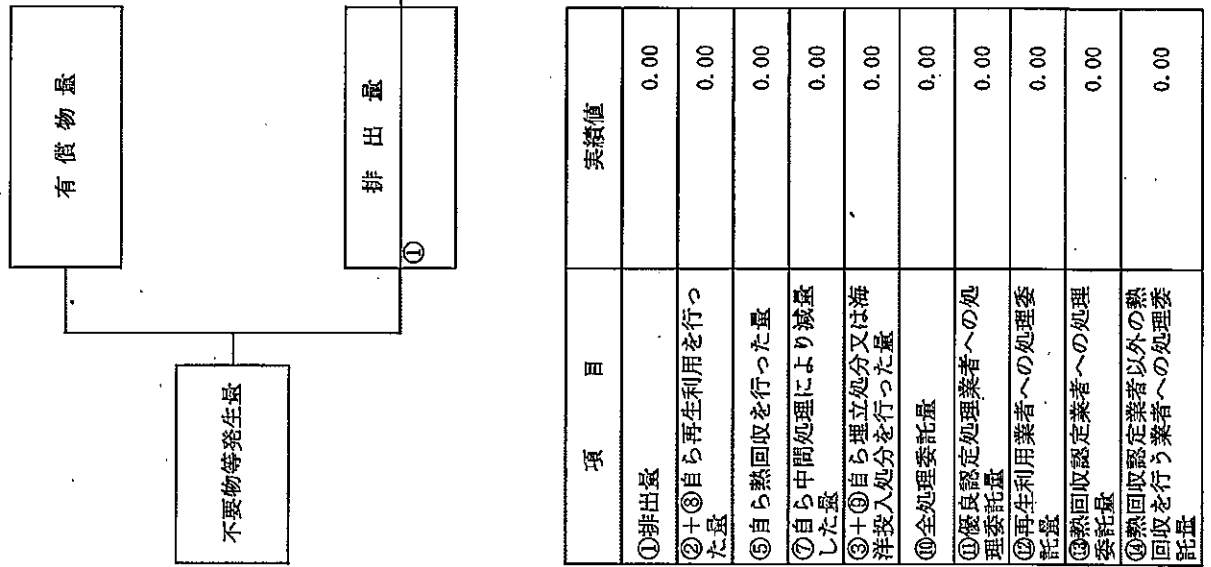 不要物等発生量
有償物量
排出量
①
項目
実績値
①排出量
0.00
②+⑧自ら再生利用を行っ
た量
0.00
⑤自ら熱回収を行った量
0.00
⑦自ら中間処理により減量
した量
0.00
③+⑨自ら埋立処分又は海
洋投入処分を行った量
0.00
⑩全処理委託量
0.00
⑪優良認定処理業者への処
理委託量
0.00
⑫再生利用業者への処理委
託量
0.00
⑬熱回収認定業者への処理
委託量
0.00
⑭熱回収認定業者以外の熱
回収を行う業者への処理委
託量
0.00